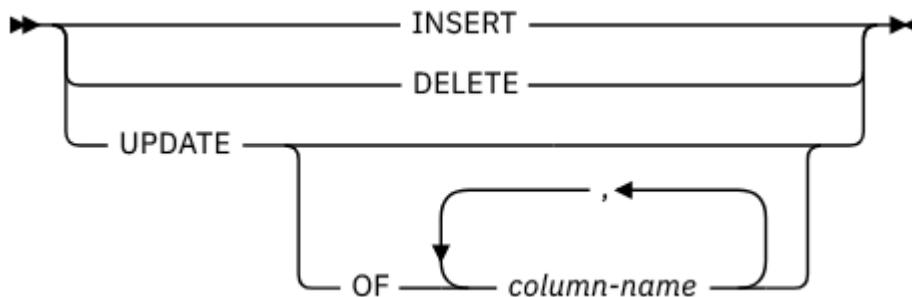 INSERT
DELETE
UPDATE
,
OF column-name